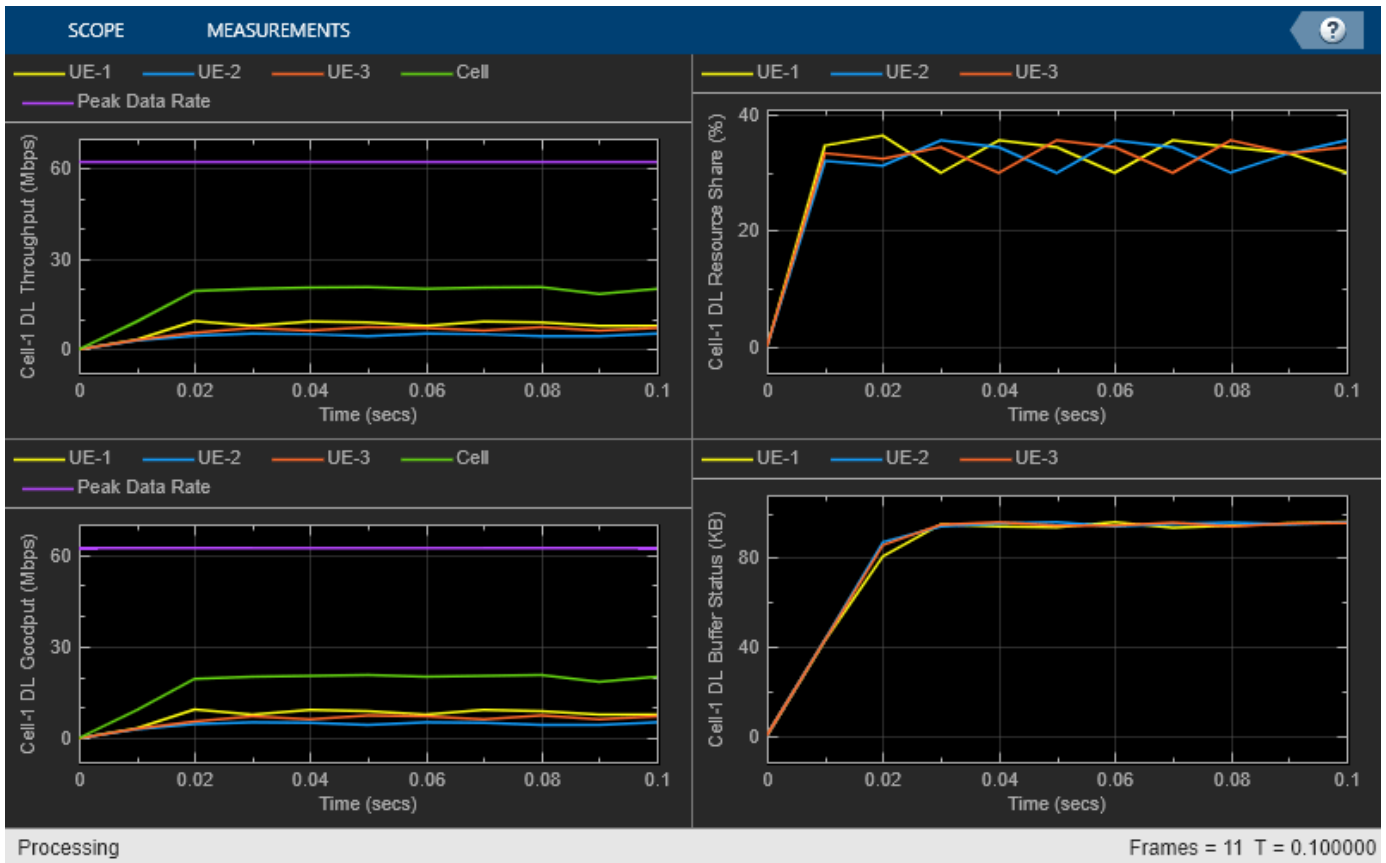 SCOPE MEASUREMENTS ?
UE-1 UE-2 UE-3 Cell
Peak Data Rate
Cell-1 DL Throughput (Mbps)
60
30
0
0 0.02 0.04 0.06 0.08 0.1
Time (secs)
UE-1 UE-2 UE-3
Cell-1 DL Resource Share (%)
40
20
0
0 0.02 0.04 0.06 0.08 0.1
Time (secs)
UE-1 UE-2 UE-3 Cell
Peak Data Rate
Cell-1 DL Goodput (Mbps)
60
30
0
0 0.02 0.04 0.06 0.08 0.1
Time (secs)
UE-1 UE-2 UE-3
Cell-1 DL Buffer Status (KB)
80
40
0
0 0.02 0.04 0.06 0.08 0.1
Time (secs)
Processing Frames = 11 T = 0.100000